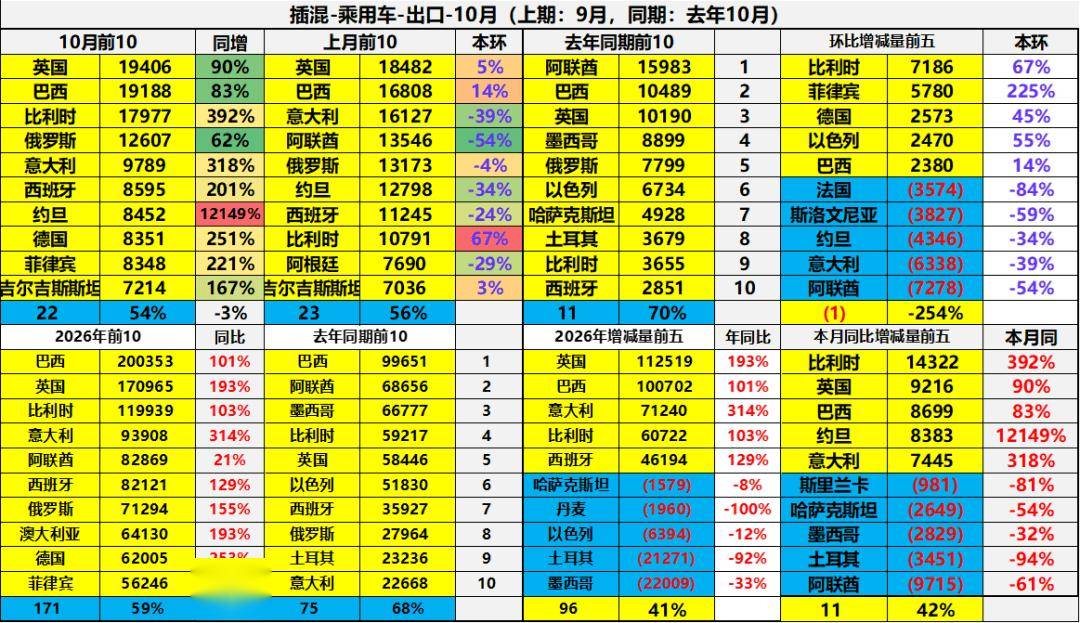 插混-乘用车-出口-10月（上期：9月，同期：去年10月）
10月前10 同增 上月前10 本环 去年同期前10 环比增减量前五 本环
英国 19406 90% 英国 18482 5% 阿联酋 15983 1 比利时 7186 67%
巴西 19188 83% 巴西 16808 14% 巴西 10489 2 菲律宾 5780 225%
比利时 17977 392% 意大利 16127 -39% 英国 10190 3 德国 2573 45%
俄罗斯 12607 62% 阿联酋 13546 -54% 墨西哥 8899 4 以色列 2470 55%
意大利 9789 318% 俄罗斯 13173 -4% 俄罗斯 7799 5 巴西 2380 14%
西班牙 8595 201% 约旦 12798 -34% 以色列 6734 6 法国 (3574) -84%
约旦 8452 12149% 西班牙 11245 -24% 哈萨克斯坦 4928 7 斯洛文尼亚 (3827) -59%
德国 8351 251% 比利时 10791 67% 土耳其 3679 8 约旦 (4346) -34%
菲律宾 8348 221% 阿根廷 7690 -29% 比利时 3655 9 意大利 (6338) -39%
吉尔吉斯斯坦 7214 167% 吉尔吉斯斯坦 7036 3% 西班牙 2851 10 阿联酋 (7278) -54%
22 54% -3% 23 56% 11 70% (1) -254%
2026年前10 同比 去年同期前10 2026年增减量前五 年同比 本月同比增减量前五 本月同
巴西 200353 101% 巴西 99651 1 英国 112519 193% 比利时 14322 392%
英国 170965 193% 阿联酋 68656 2 巴西 100702 101% 英国 9216 90%
比利时 119939 103% 墨西哥 66777 3 意大利 71240 314% 巴西 8699 83%
意大利 93908 314% 比利时 59217 4 比利时 60722 103% 约旦 8383 12149%
阿联酋 82869 21% 英国 58446 5 西班牙 46194 129% 意大利 7445 318%
西班牙 82121 129% 以色列 51830 6 哈萨克斯坦 (1579) -8% 斯里兰卡 (981) -81%
俄罗斯 71294 155% 西班牙 35927 7 丹麦 (1960) -100% 哈萨克斯坦 (2649) -54%
澳大利亚 64130 193% 俄罗斯 27964 8 以色列 (6394) -12% 墨西哥 (2829) -32%
德国 62005 土耳其 23236 9 土耳其 (21271) -92% 土耳其 (3451) -94%
菲律宾 56246 意大利 22668 10 墨西哥 (22009) -33% 阿联酋 (9715) -61%
171 59% 75 68% 96 41% 11 42%